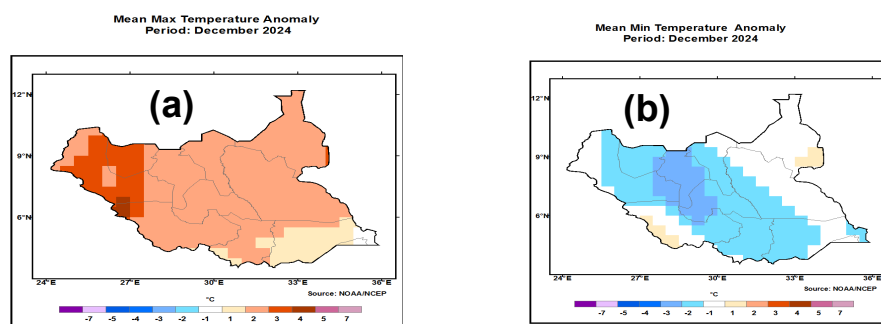 Mean Max Temperature Anomaly
Period: December 2024
(a)
12°N
9°N
6°N
24°E 27°E 30°E 33°E 36°E
Source: NOAA/NCEP
°C
-7 -5 -4 -3 -2 -1 1 2 3 4 5 7
Mean Min Temperature Anomaly
Period: December 2024
(b)
12°N
9°N
6°N
24°E 27°E 30°E 33°E 36°E
Source: NOAA/NCEP
°C
-7 -5 -4 -3 -2 -1 1 2 3 4 5 7